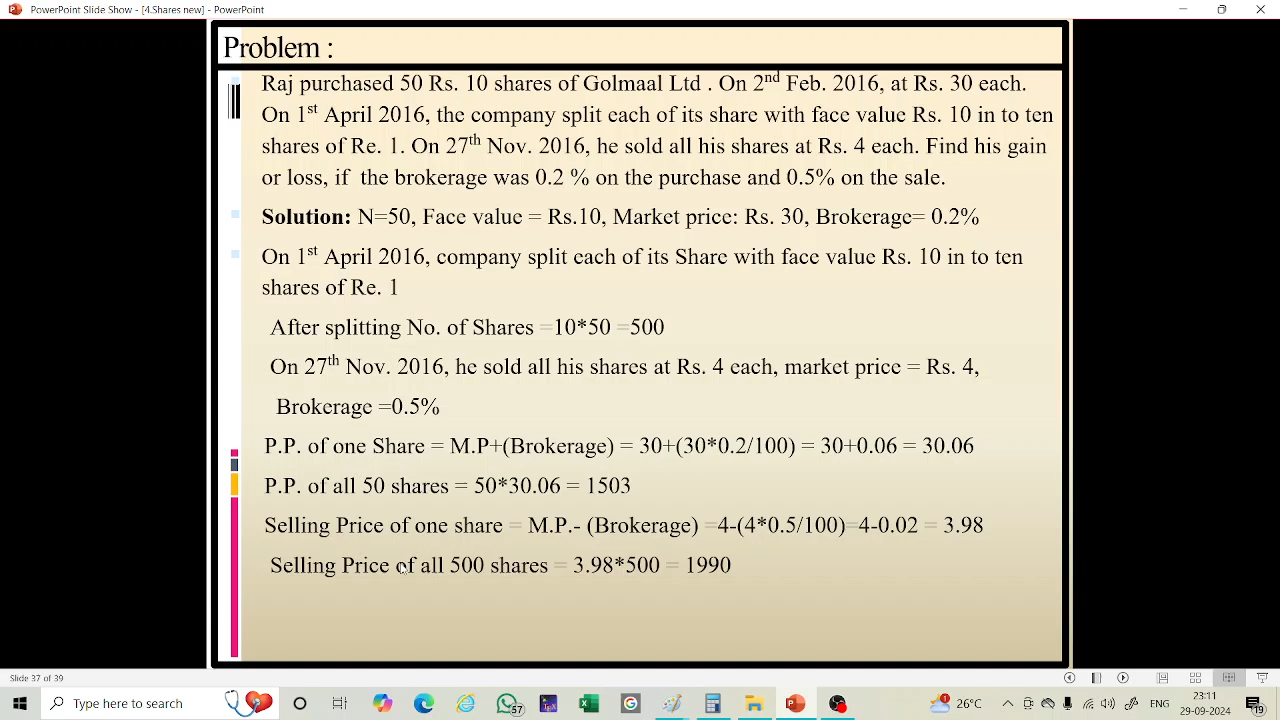 PowerPoint Slide Show - [4.Shares new] - PowerPoint
Problem :
Raj purchased 50 Rs. 10 shares of Golmaal Ltd . On 2nd Feb. 2016, at Rs. 30 each.
On 1st April 2016, the company split each of its share with face value Rs. 10 in to ten
shares of Re. 1. On 27th Nov. 2016, he sold all his shares at Rs. 4 each. Find his gain
or loss, if the brokerage was 0.2 % on the purchase and 0.5% on the sale.
Solution: N=50, Face value = Rs.10, Market price: Rs. 30, Brokerage= 0.2%
On 1st April 2016, company split each of its Share with face value Rs. 10 in to ten
shares of Re. 1
After splitting No. of Shares =10*50 =500
On 27th Nov. 2016, he sold all his shares at Rs. 4 each, market price = Rs. 4,
Brokerage =0.5%
P.P. of one Share = M.P+(Brokerage) = 30+(30*0.2/100) = 30+0.06 = 30.06
P.P. of all 50 shares = 50*30.06 = 1503
Selling Price of one share = M.P.- (Brokerage) =4-(4*0.5/100)=4-0.02 = 3.98
Selling Price of all 500 shares = 3.98*500 = 1990
Slide 37 of 39
Type here to search
57
26°C
ENG
23:11
29-09-2024
19